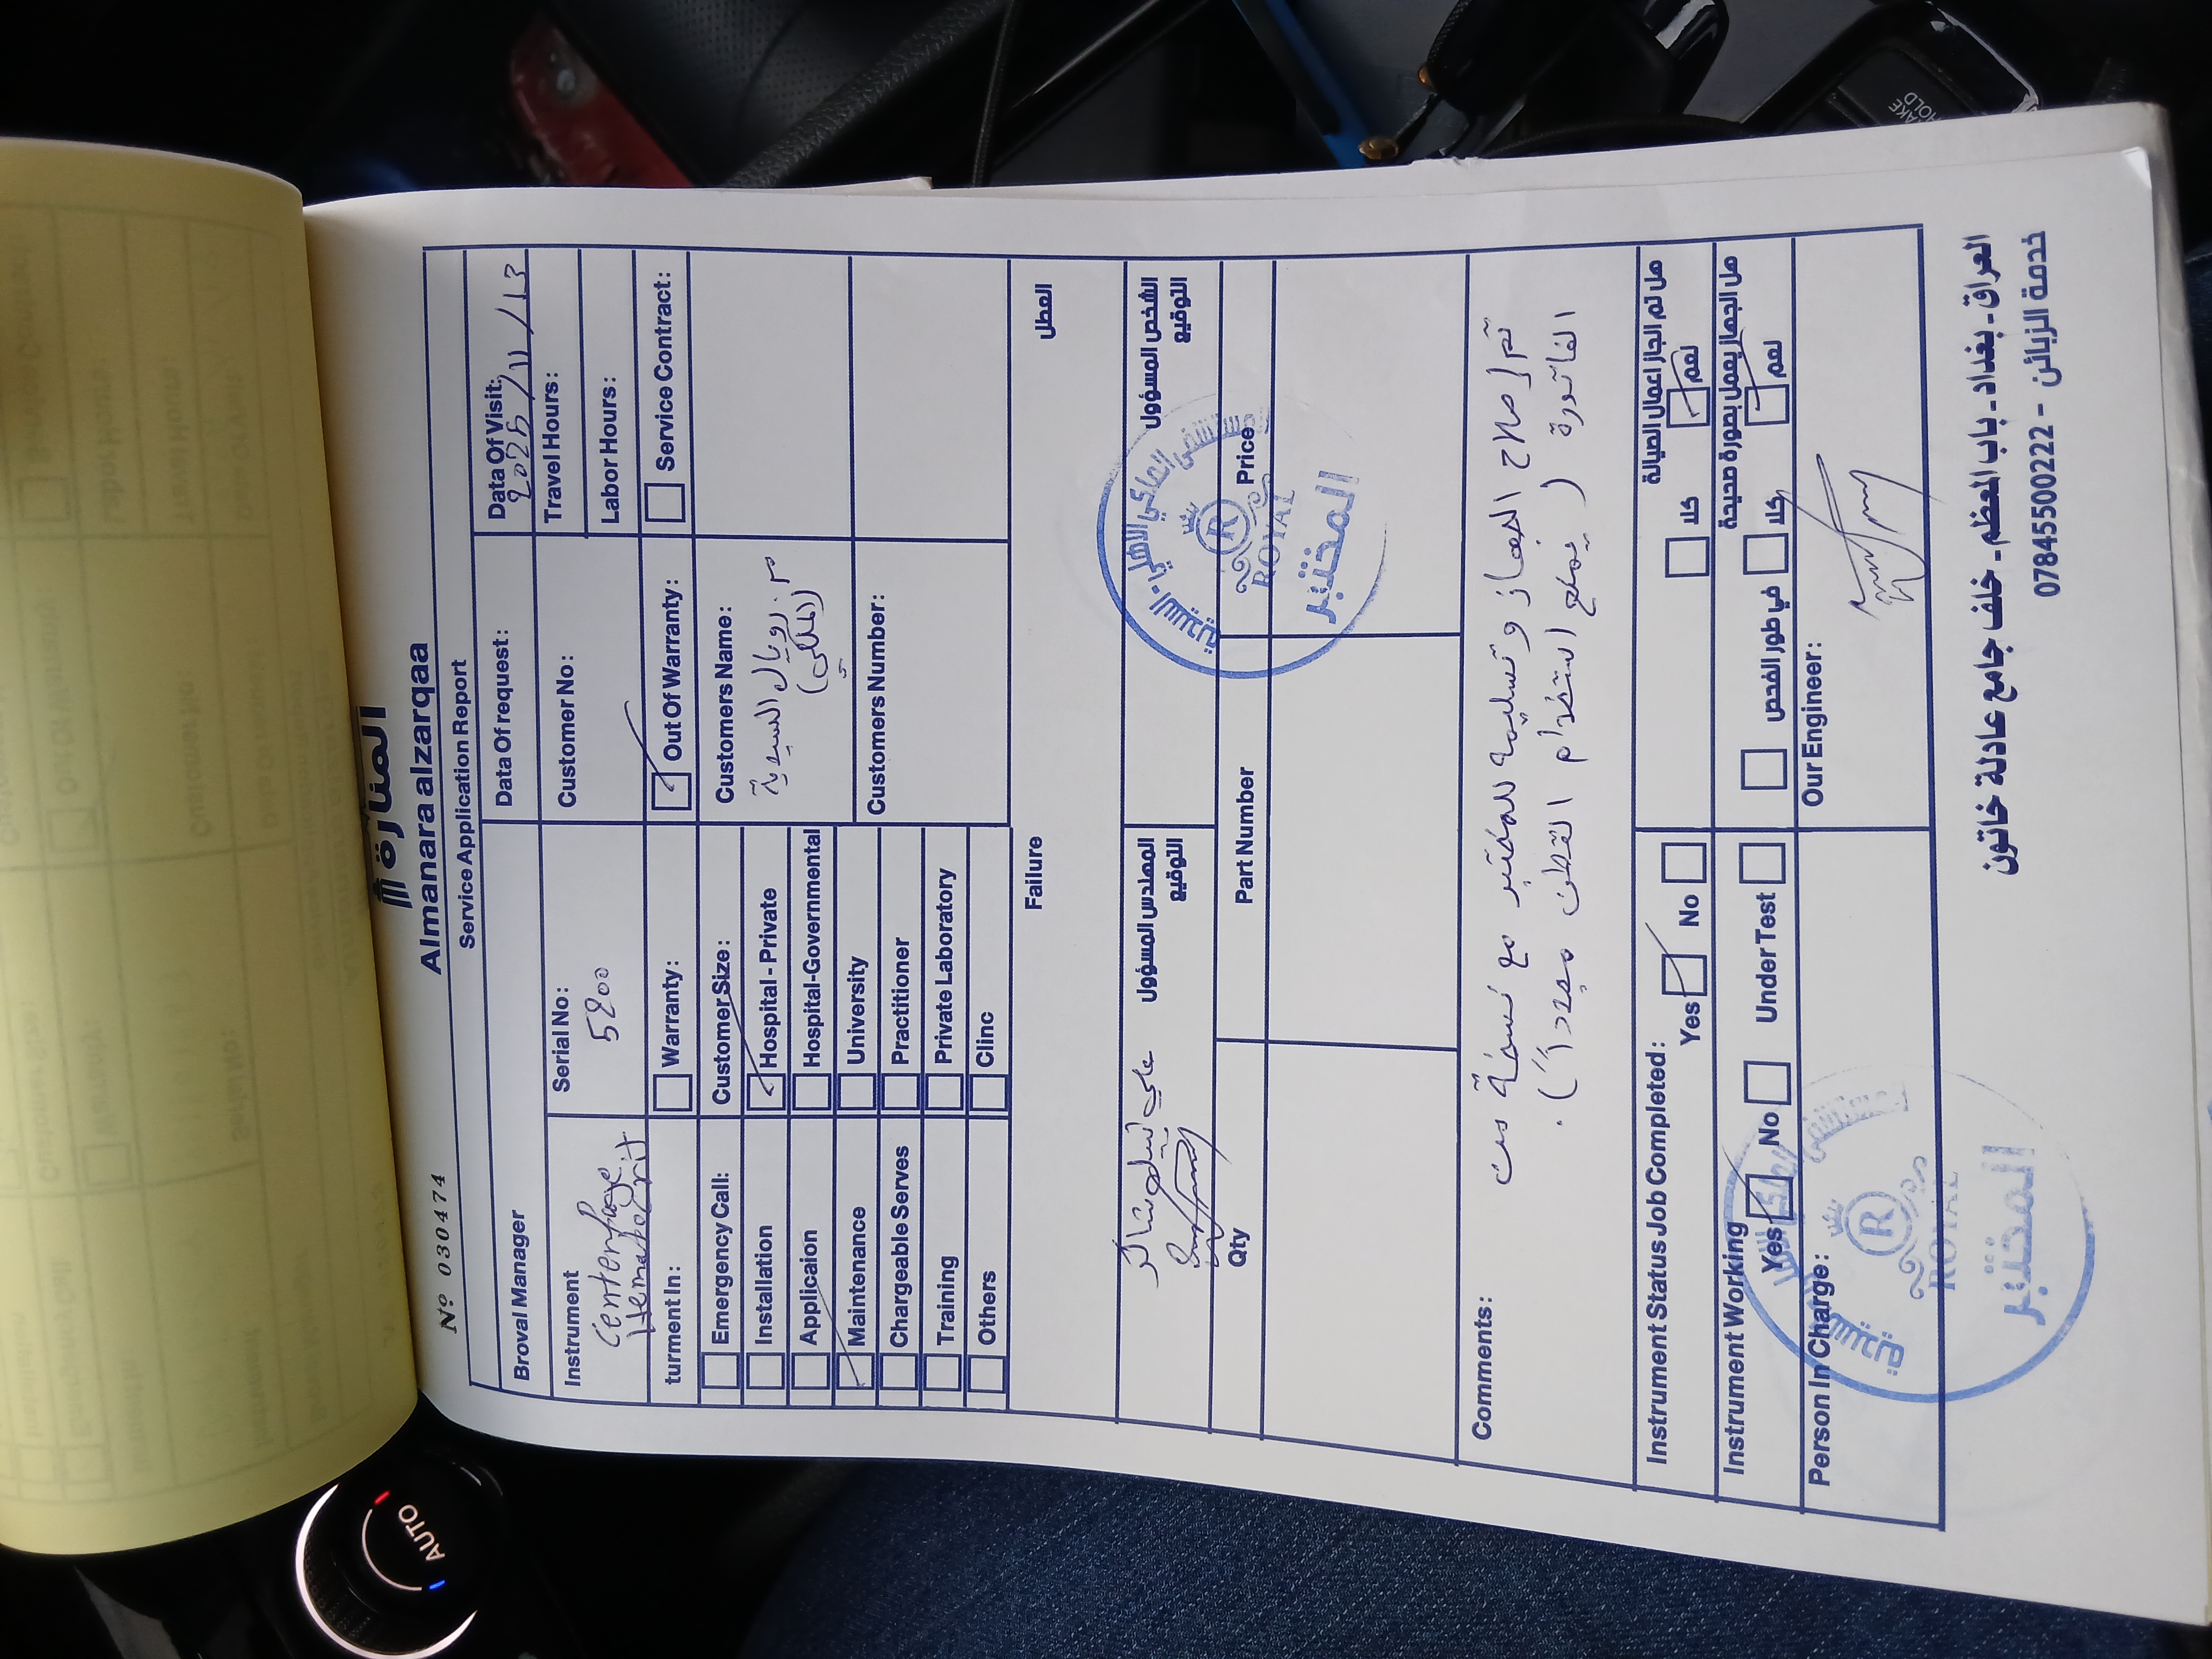 المنارة
Almanara alzarqaa
Nº 030474
Service Application Report
Broval Manager
Data Of request:
Data Of Visit:
2025/11/13
Instrument
Centerfuge
Hematocrit
Serial No:
5200
Customer No:
Travel Hours:
Labor Hours:
turment In:
Warranty:
Out Of Warranty:
Service Contract:
Emergency Call:
Installation
Applicaion
Maintenance
Chargeable Serves
Training
Others
Customer Size:
Hospital - Private
Hospital-Governmental
University
Practitioner
Private Laboratory
Clinc
Customers Name:
م. رويال السيدية
(الملكي)
Customers Number:
Failure
العطل
المهندس المسؤول
التوقيع
علي نبيل شاكر
الشخص المسؤول
التوقيع
ROYAL
المختبر
Qty
Part Number
Price
Comments:
تم إصلاح الجهاز وتسليمه للمختبر مع نسخة من
الفاتورة (يمنع استخدام القطن مجدداً).
Instrument Status Job Completed:
Yes
No
هل تم انجاز اعمال الصيانة
كلا
نعم
Instrument Working
Yes
No
Under Test
هل الجهاز يعمل بصورة صحيحة
في طور الفحص
كلا
نعم
Person In Charge:
Our Engineer:
ROYAL
المختبر
العراق - بغداد - باب المعظم - خلف جامع عادلة خاتون
خدمة الزبائن - 07845500222
AUTO
HOLD